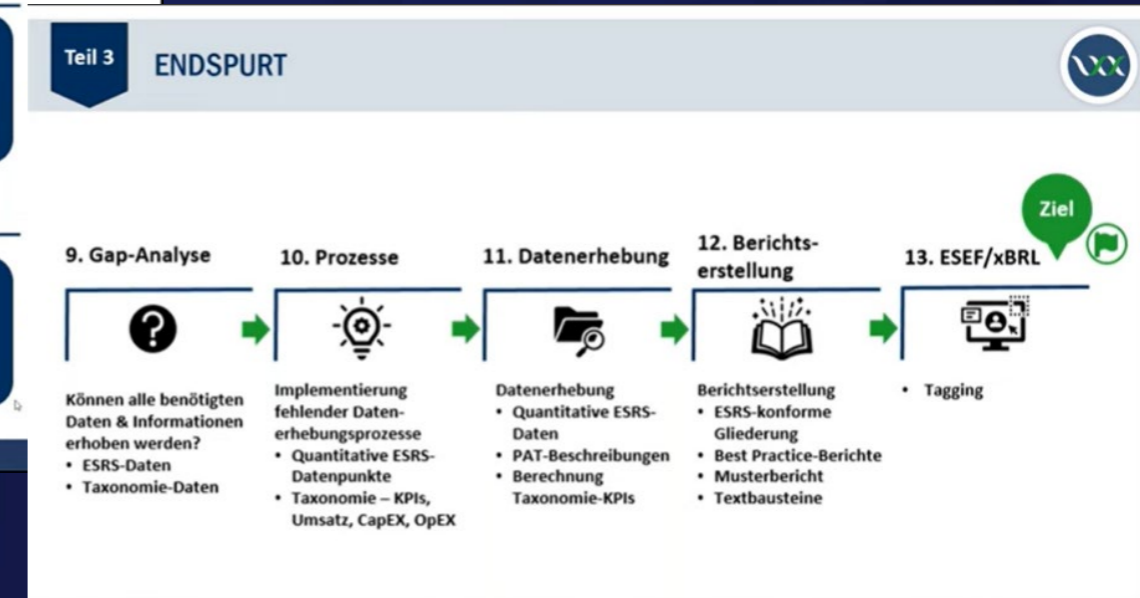 Teil 3
ENDSPURT
Ziel
9. Gap-Analyse
Können alle benötigten
Daten & Informationen
erhoben werden?
• ESRS-Daten
• Taxonomie-Daten
10. Prozesse
Implementierung
fehlender Daten-
erhebungsprozesse
• Quantitative ESRS-
Datenpunkte
• Taxonomie – KPIs,
Umsatz, CapEX, OpEX
11. Datenerhebung
Datenerhebung
• Quantitative ESRS-
Daten
• PAT-Beschreibungen
• Berechnung
Taxonomie-KPIs
12. Berichts-
erstellung
Berichtserstellung
• ESRS-konforme
Gliederung
• Best Practice-Berichte
• Musterbericht
• Textbausteine
13. ESEF/xBRL
• Tagging